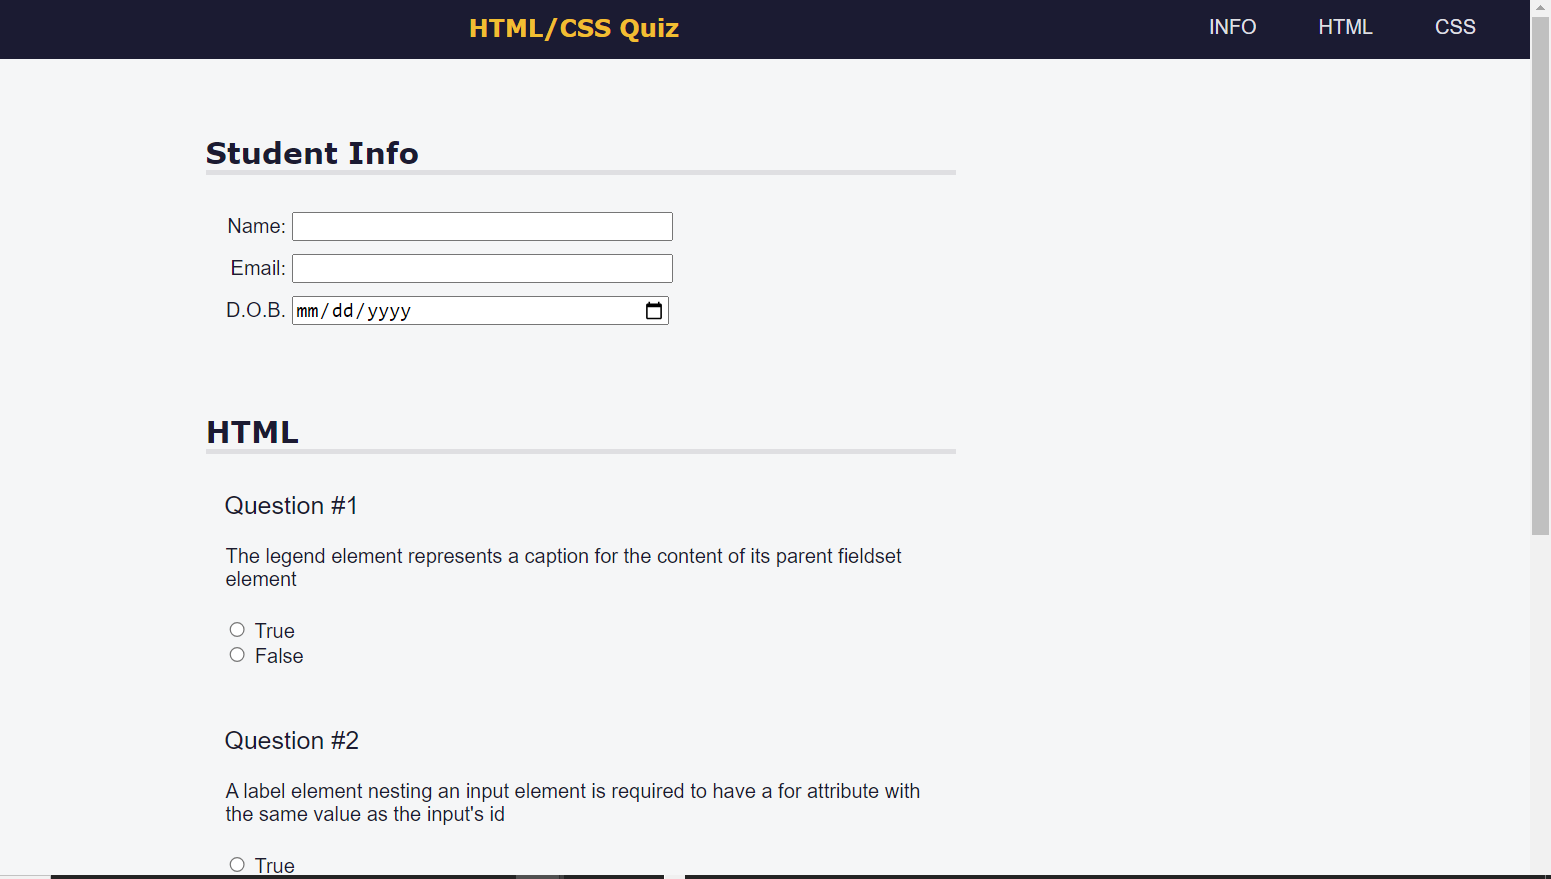 HTML/CSS Quiz
INFO HTML CSS
Student Info
Name:
Email:
D.O.B. mm/dd/yyyy
HTML
Question #1
The legend element represents a caption for the content of its parent fieldset
element
True
False
Question #2
A label element nesting an input element is required to have a for attribute with
the same value as the input's id
True